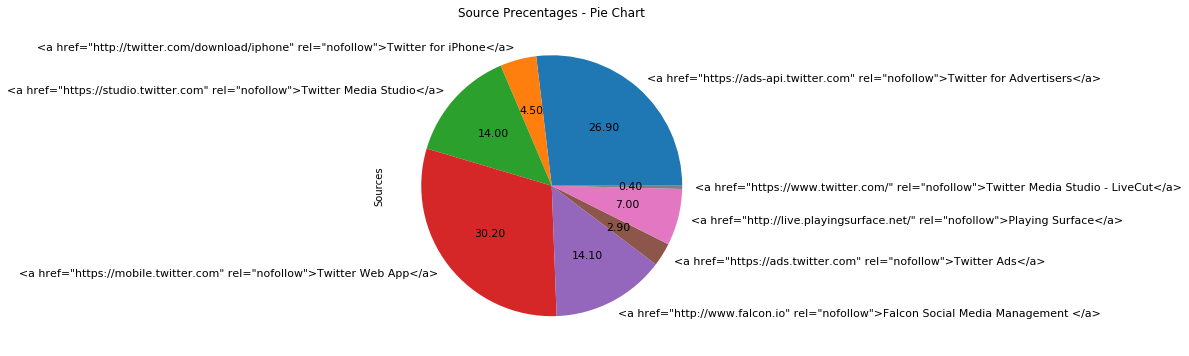 Source Precentages - Pie Chart
<a href="http://twitter.com/download/iphone" rel="nofollow">Twitter for iPhone</a>
<a href="https://ads-api.twitter.com" rel="nofollow">Twitter for Advertisers</a>
<a href="https://studio.twitter.com" rel="nofollow">Twitter Media Studio</a>
4.50
26.90
14.00
Sources
0.40
<a href="https://www.twitter.com/" rel="nofollow">Twitter Media Studio - LiveCut</a>
7.00
<a href="http://live.playingsurface.net/" rel="nofollow">Playing Surface</a>
2.90
30.20
14.10
<a href="https://ads.twitter.com" rel="nofollow">Twitter Ads</a>
<a href="https://mobile.twitter.com" rel="nofollow">Twitter Web App</a>
<a href="http://www.falcon.io" rel="nofollow">Falcon Social Media Management </a>